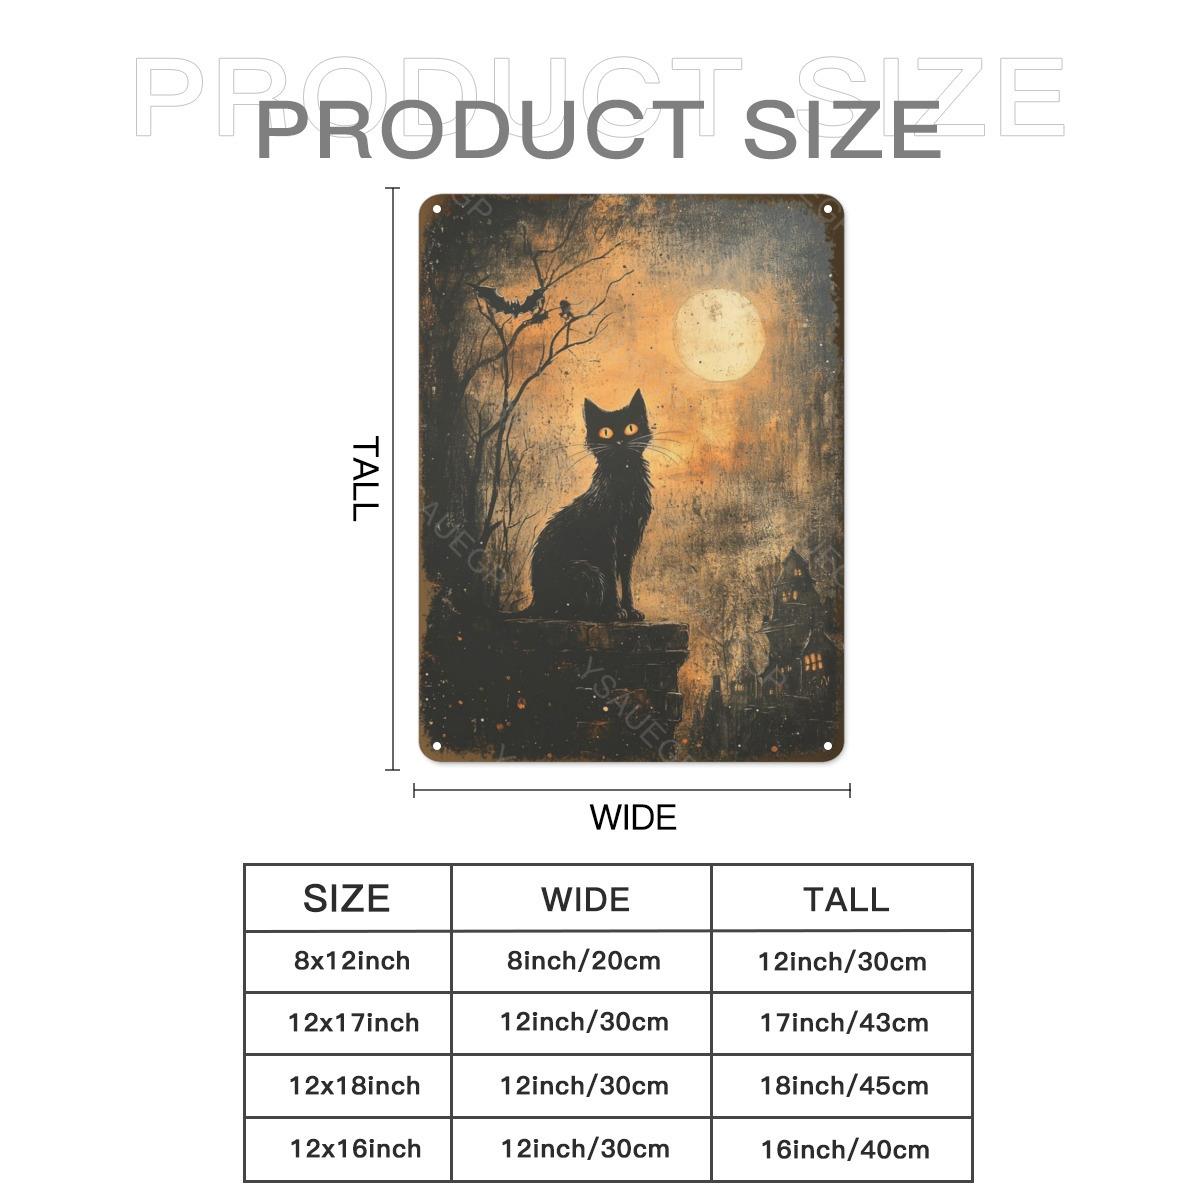 PRODUCT SIZE
PRODUCT SIZE
TALL
YSAUEGP
WIDE
SIZE WIDE TALL
8x12inch 8inch/20cm 12inch/30cm
12x17inch 12inch/30cm 17inch/43cm
12x18inch 12inch/30cm 18inch/45cm
12x16inch 12inch/30cm 16inch/40cm